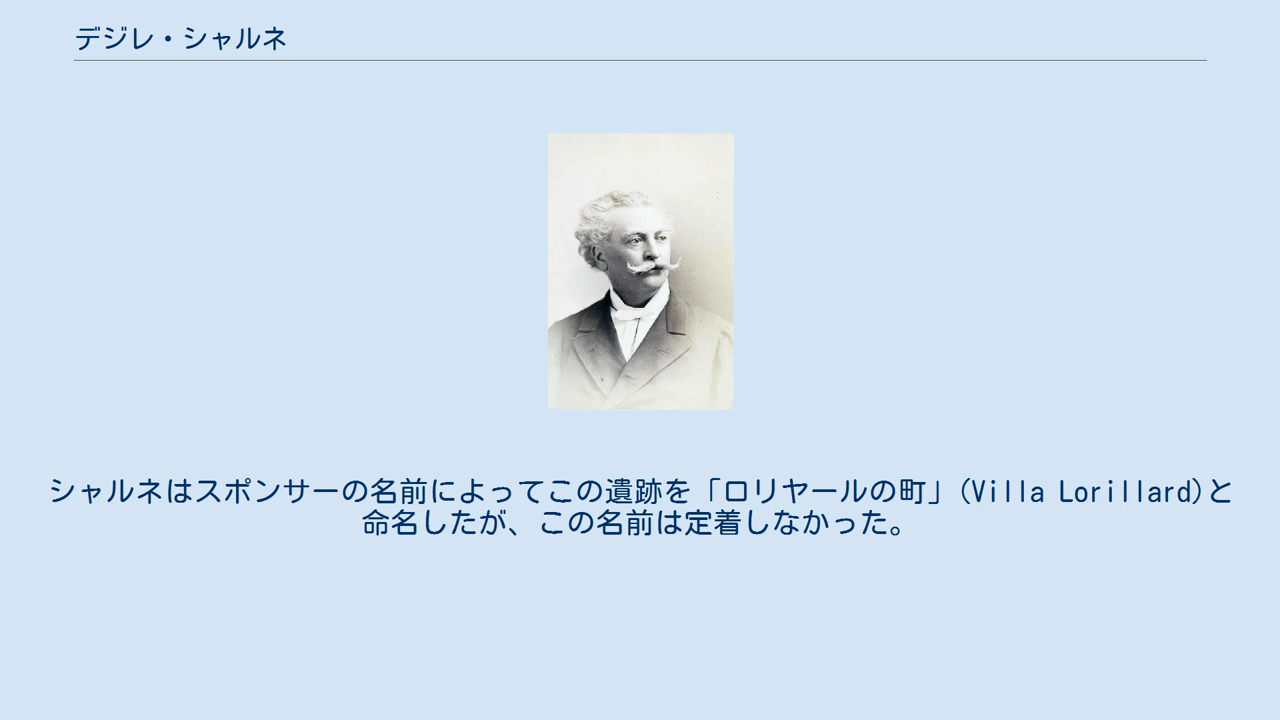 デジレ・シャルネ
シャルネはスポンサーの名前によってこの遺跡を「ロリヤールの町」(Villa Lorillard)と
命名したが、この名前は定着しなかった。